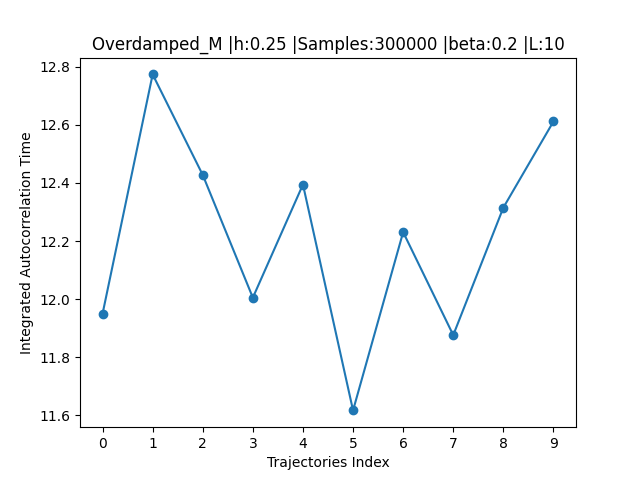 Overdamped_M |h:0.25 |Samples:300000 |beta:0.2 |L:10
Integrated Autocorrelation Time
12.8
12.6
12.4
12.2
12.0
11.8
11.6
0 1 2 3 4 5 6 7 8 9
Trajectories Index